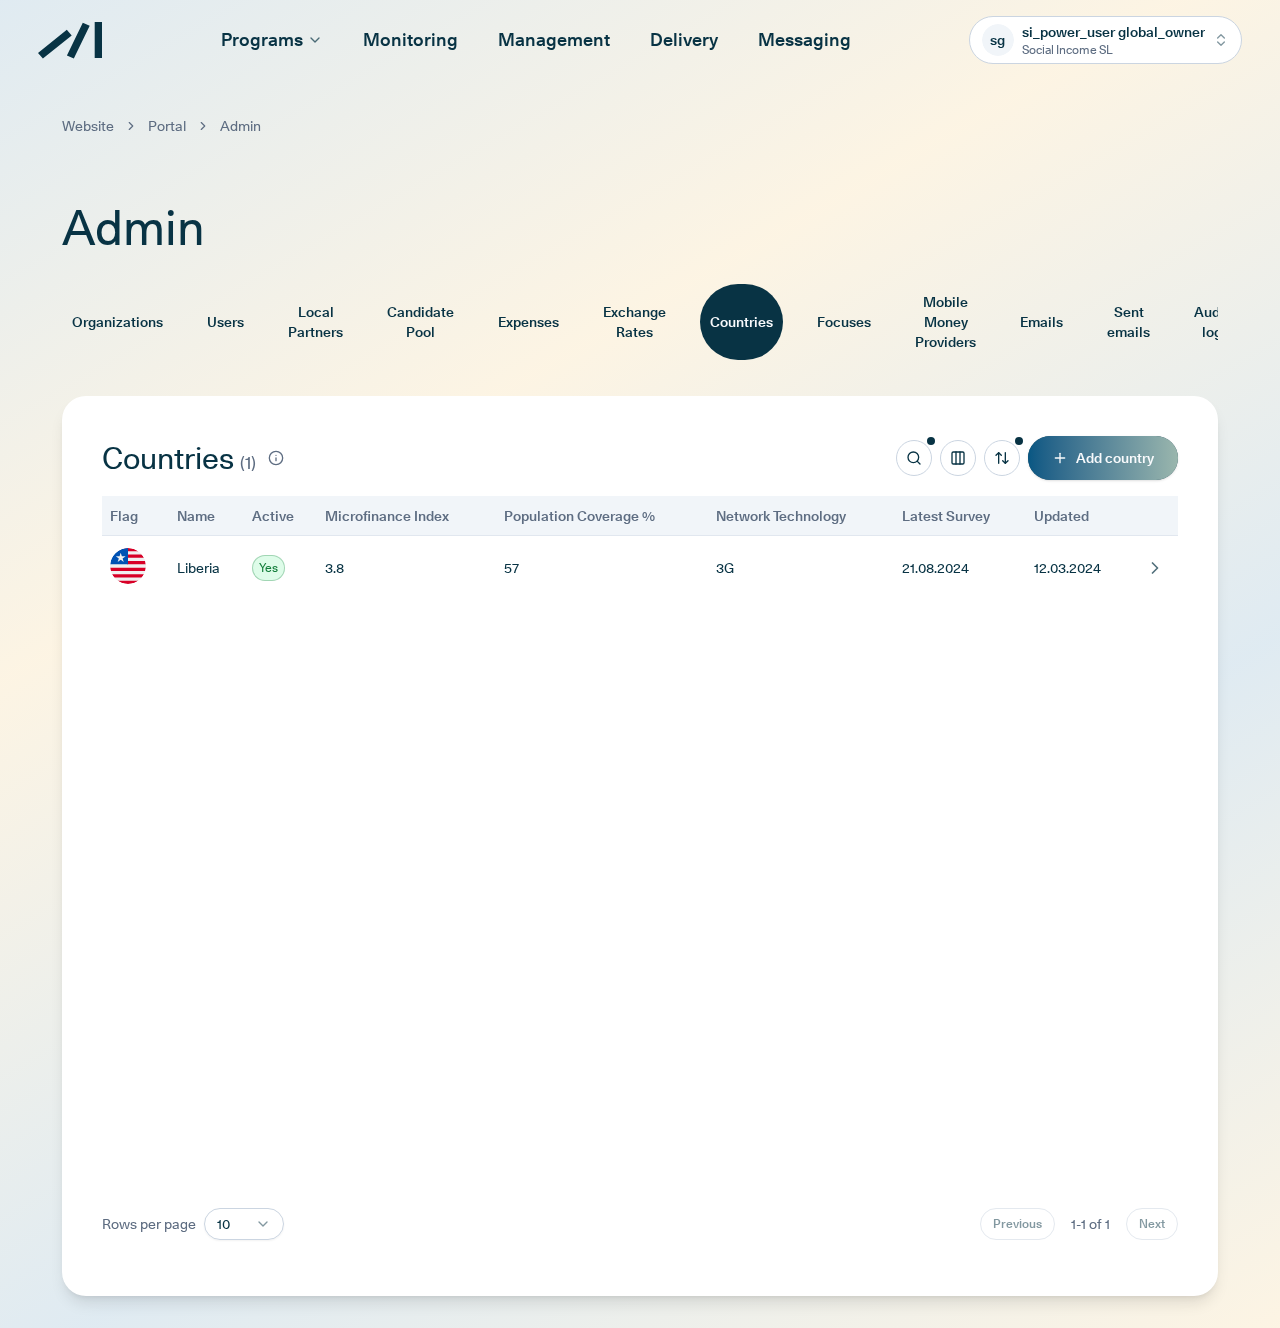 Programs
Monitoring
Management
Delivery
Messaging
sg
si_power_user global_owner
Social Income SL
Website
Portal
Admin
Admin
Organizations
Users
Local
Partners
Candidate
Pool
Expenses
Exchange
Rates
Countries
Focuses
Mobile
Money
Providers
Emails
Sent
emails
Countries (1)
Add country
Flag
Name
Active
Microfinance Index
Population Coverage %
Network Technology
Latest Survey
Updated
Liberia
Yes
3.8
57
3G
21.08.2024
12.03.2024
Rows per page
10
Previous
1-1 of 1
Next